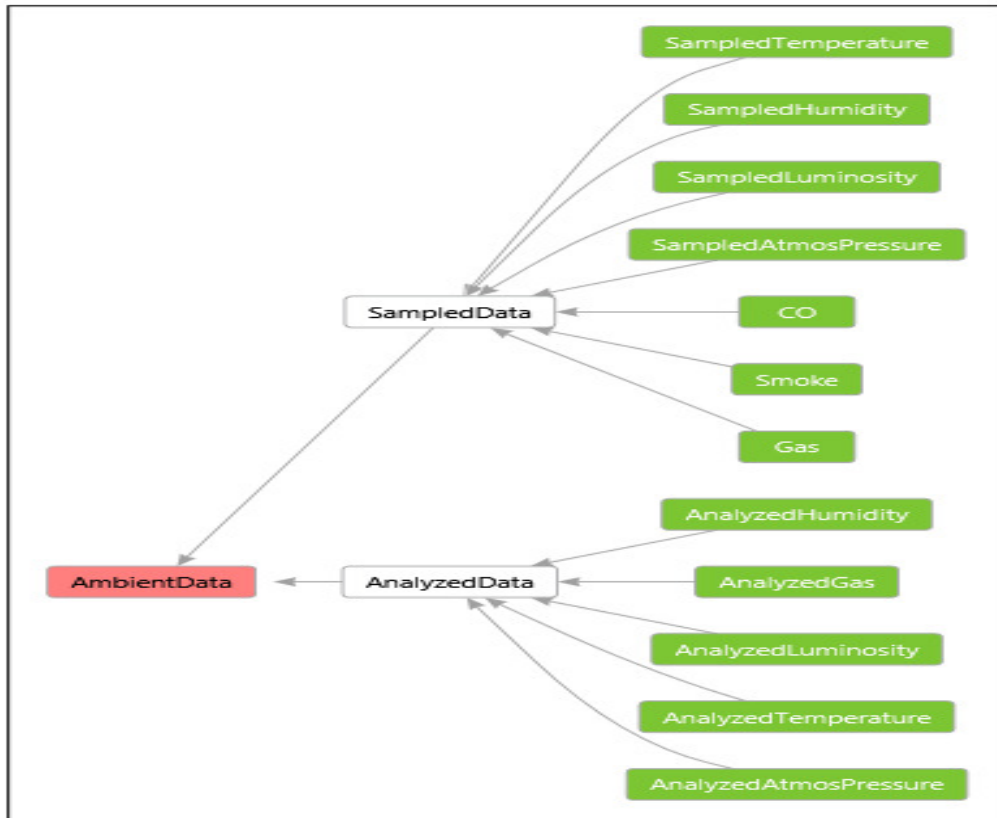 SampledTemperature
SampledHumidity
SampledLuminosity
SampledAtmosPressure
SampledData
CO
Smoke
Gas
AnalyzedHumidity
AmbientData
AnalyzedData
AnalyzedGas
AnalyzedLuminosity
AnalyzedTemperature
AnalyzedAtmosPressure